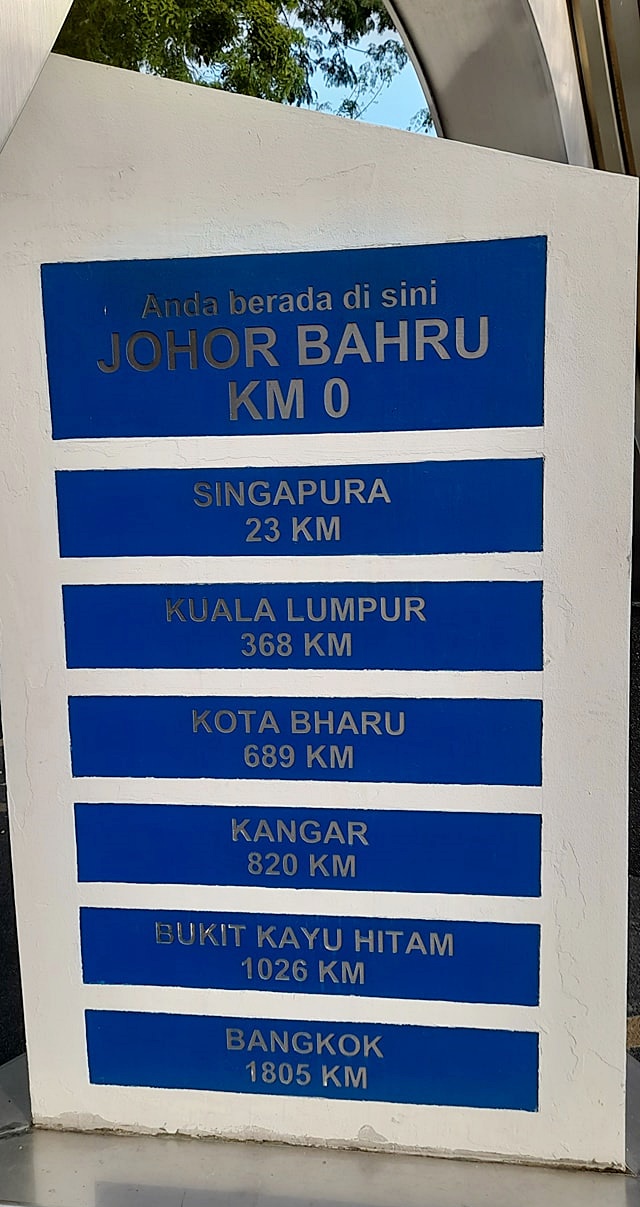 Anda berada di sini
JOHOR BAHRU
KM 0
SINGAPURA
23 KM
KUALA LUMPUR
368 KM
KOTA BHARU
689 KM
KANGAR
820 KM
BUKIT KAYU HITAM
1026 KM
BANGKOK
1805 KM